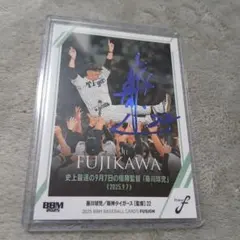 FUJIKAWA
史上最速の9月7日の優勝監督「藤川球児」
(2025.9.7)
BBM
2025
藤川球児/阪神タイガース【監督】22
2025 BBM BASEBALL CARDS FUSION